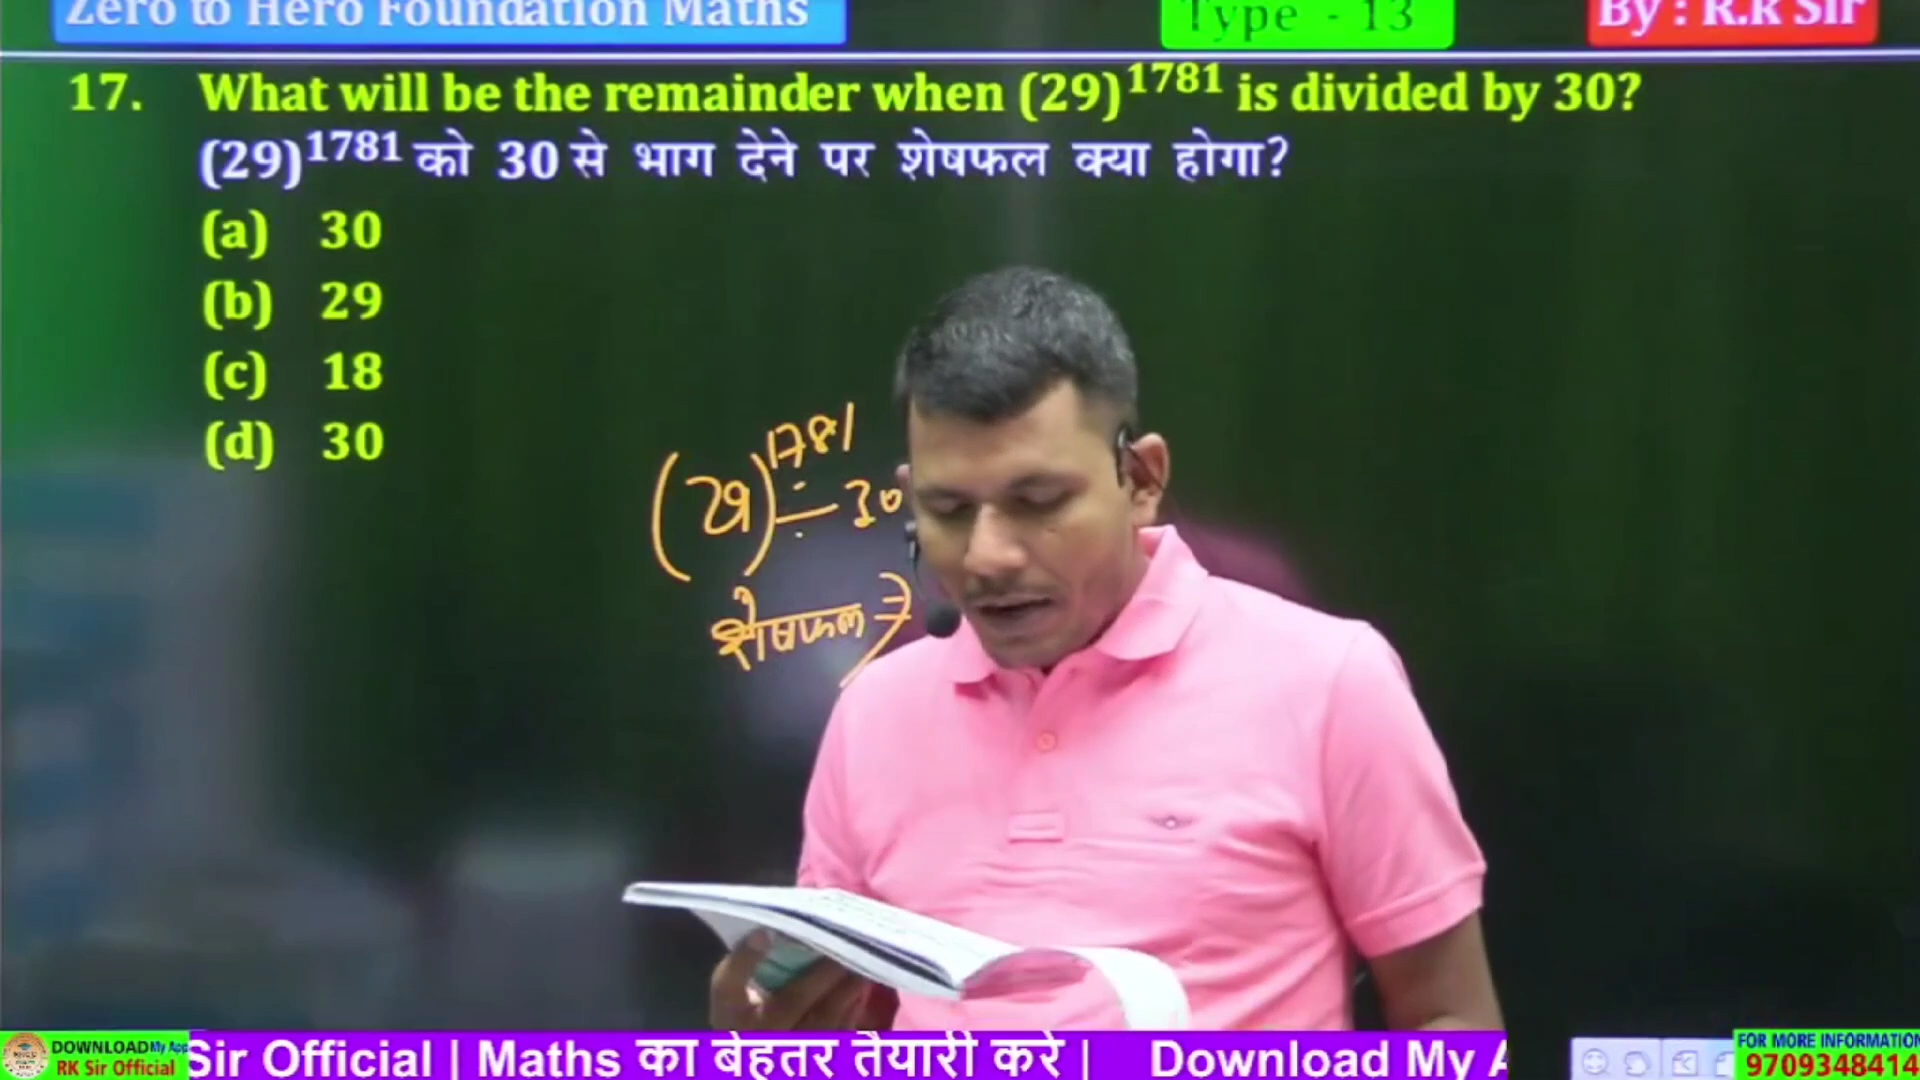 Zero to Hero Foundation Maths
Type - 13
By : R.k Sir
17. What will be the remainder when (29)^1781 is divided by 30?
(29)^1781 को 30 से भाग देने पर शेषफल क्या होगा?
(a) 30
(b) 29
(c) 18
(d) 30
(29)^1781 ÷ 30
शेषफल
DOWNLOAD My App
RK Sir Official
Sir Official | Maths का बेहतर तैयारी करे | Download My A
FOR MORE INFORMATION
9709348414